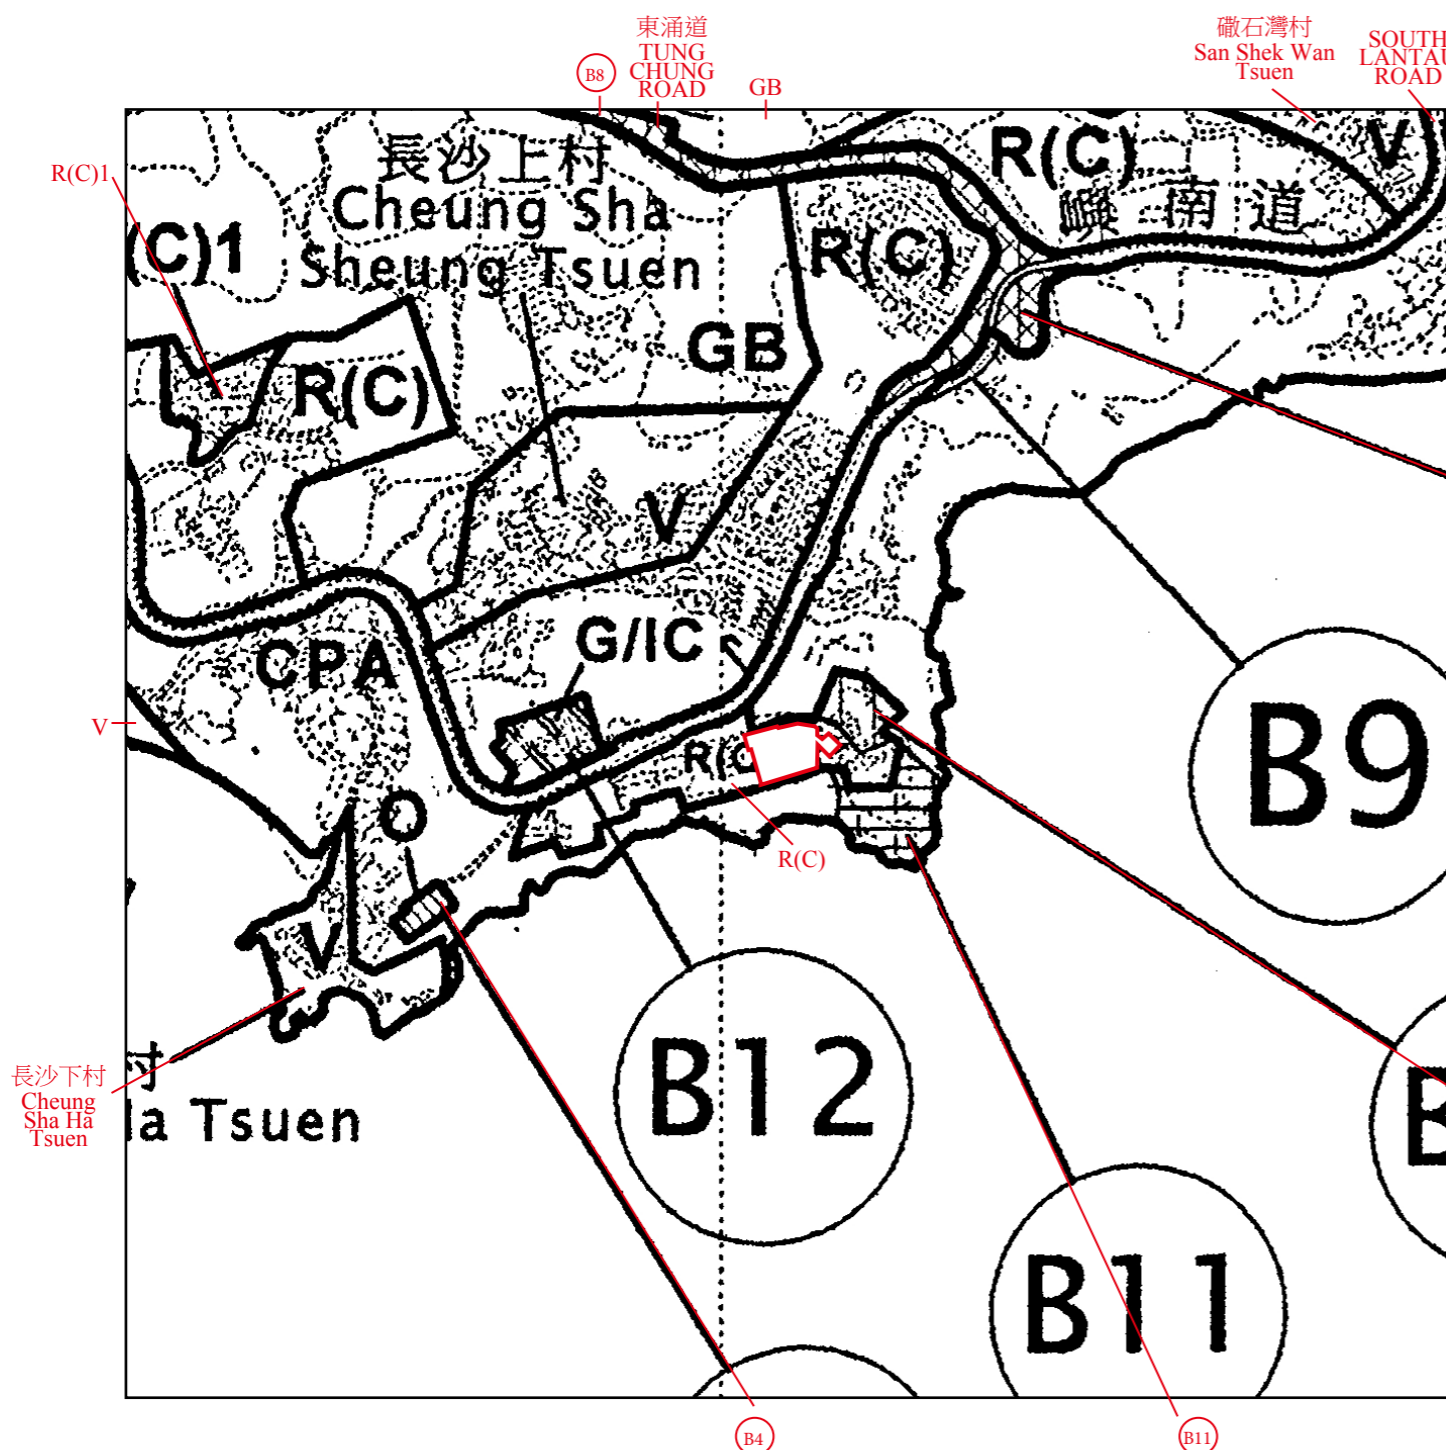 東涌道
TUNG
CHUNG
ROAD
B8
GB
礮石灣村
San Shek Wan
Tsuen
SOUTH
LANTAU
ROAD
R(C)1
長沙上村
Cheung Sha
Sheung Tsuen
(C)1
R(C)
R(C)
V
嶼南道
GB
R(C)
V
G/IC
CPA
V
R(C
B9
O
R(C)
V
B12
長沙下村
Cheung
Sha Ha
Tsuen
村
Ha Tsuen
B
B11
B4
B11